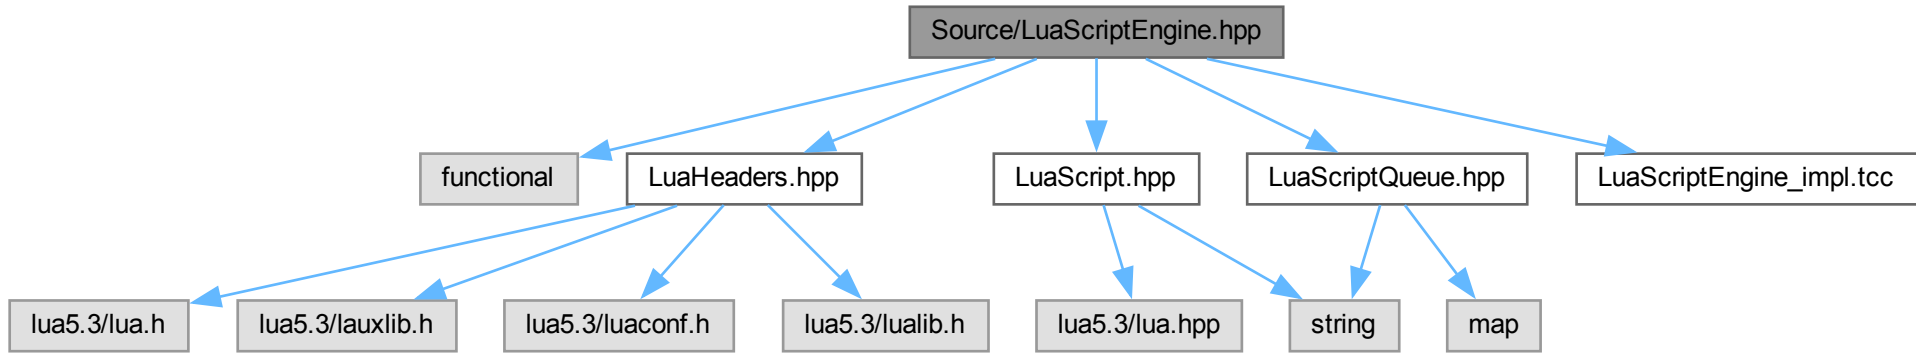 Source/LuaScriptEngine.hpp
functional
LuaHeaders.hpp
LuaScript.hpp
LuaScriptQueue.hpp
LuaScriptEngine_impl.tcc
lua5.3/lua.h
lua5.3/lauxlib.h
lua5.3/luaconf.h
lua5.3/lualib.h
lua5.3/lua.hpp
string
map